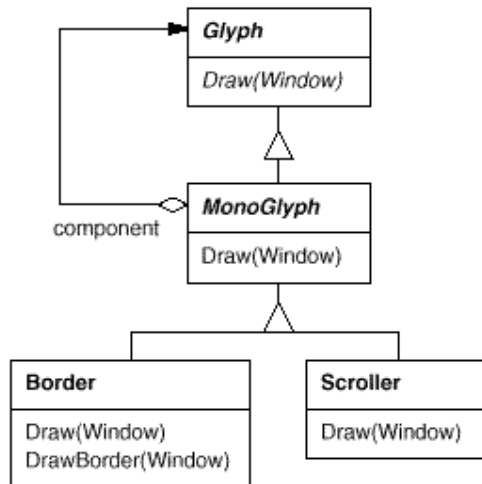 Glyph
Draw(Window)
MonoGlyph
component
Draw(Window)
Border
Draw(Window)
DrawBorder(Window)
Scroller
Draw(Window)